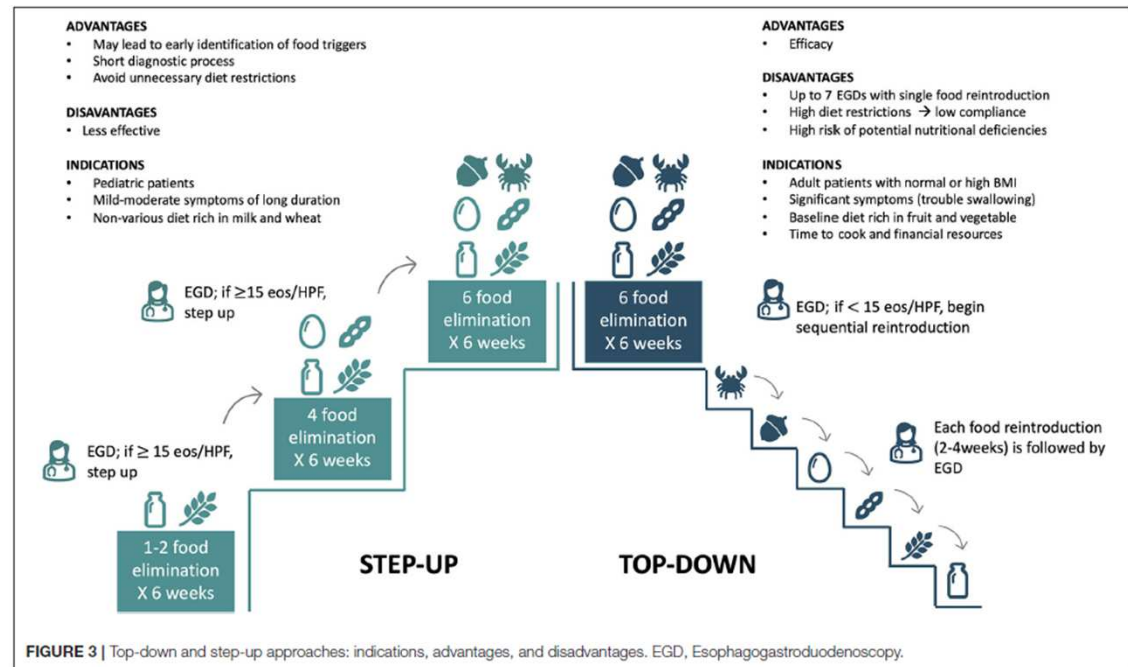 ADVANTAGES
• May lead to early identification of food triggers
• Short diagnostic process
• Avoid unnecessary diet restrictions
DISAVANTAGES
• Less effective
INDICATIONS
• Pediatric patients
• Mild-moderate symptoms of long duration
• Non-various diet rich in milk and wheat
EGD; if ≥15 eos/HPF,
step up
EGD; if ≥ 15 eos/HPF,
step up
1-2 food
elimination
X 6 weeks
4 food
elimination
X 6 weeks
6 food
elimination
X 6 weeks
STEP-UP
ADVANTAGES
• Efficacy
DISAVANTAGES
• Up to 7 EGDs with single food reintroduction
• High diet restrictions → low compliance
• High risk of potential nutritional deficiencies
INDICATIONS
• Adult patients with normal or high BMI
• Significant symptoms (trouble swallowing)
• Baseline diet rich in fruit and vegetable
• Time to cook and financial resources
6 food
elimination
X 6 weeks
EGD; if < 15 eos/HPF, begin
sequential reintroduction
Each food reintroduction
(2-4weeks) is followed by
EGD
TOP-DOWN
FIGURE 3 | Top-down and step-up approaches: indications, advantages, and disadvantages. EGD, Esophagogastroduodenoscopy.